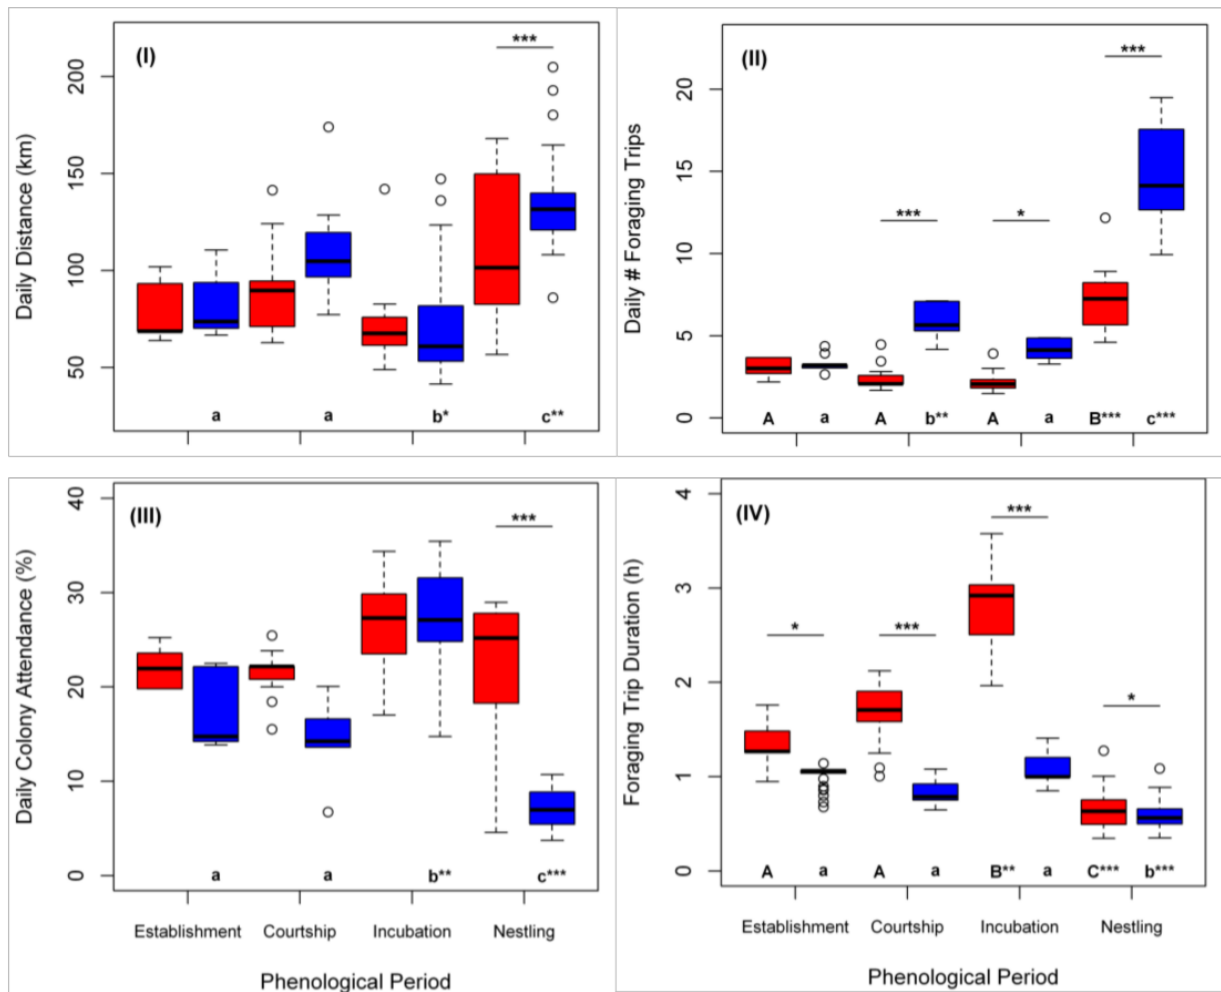 (I)
***
Daily Distance (km)
200
150
100
50
a
a
b*
c**
(II)
***
***
*
Daily # Foraging Trips
20
15
10
5
0
A
a
A
b**
A
a
B***
c***
(III)
***
Daily Colony Attendance (%)
40
30
20
10
0
a
a
b**
c***
Establishment
Courtship
Incubation
Nestling
Phenological Period
(IV)
*
***
***
*
Foraging Trip Duration (h)
4
3
2
1
0
A
a
A
a
B**
a
C***
b***
Establishment
Courtship
Incubation
Nestling
Phenological Period